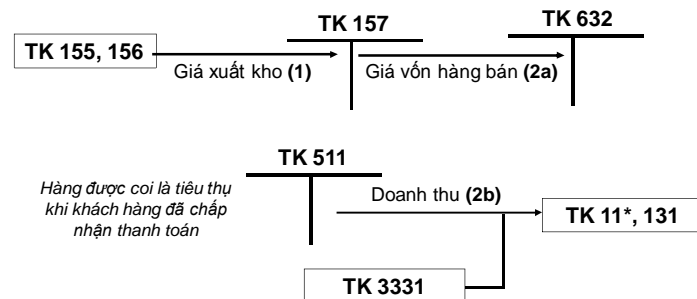 TK 157
TK 632
TK 155, 156
Giá xuất kho (1)
Giá vốn hàng bán (2a)
TK 511
Hàng được coi là tiêu thụ
khi khách hàng đã chấp
nhận thanh toán
Doanh thu (2b)
TK 11*, 131
TK 3331